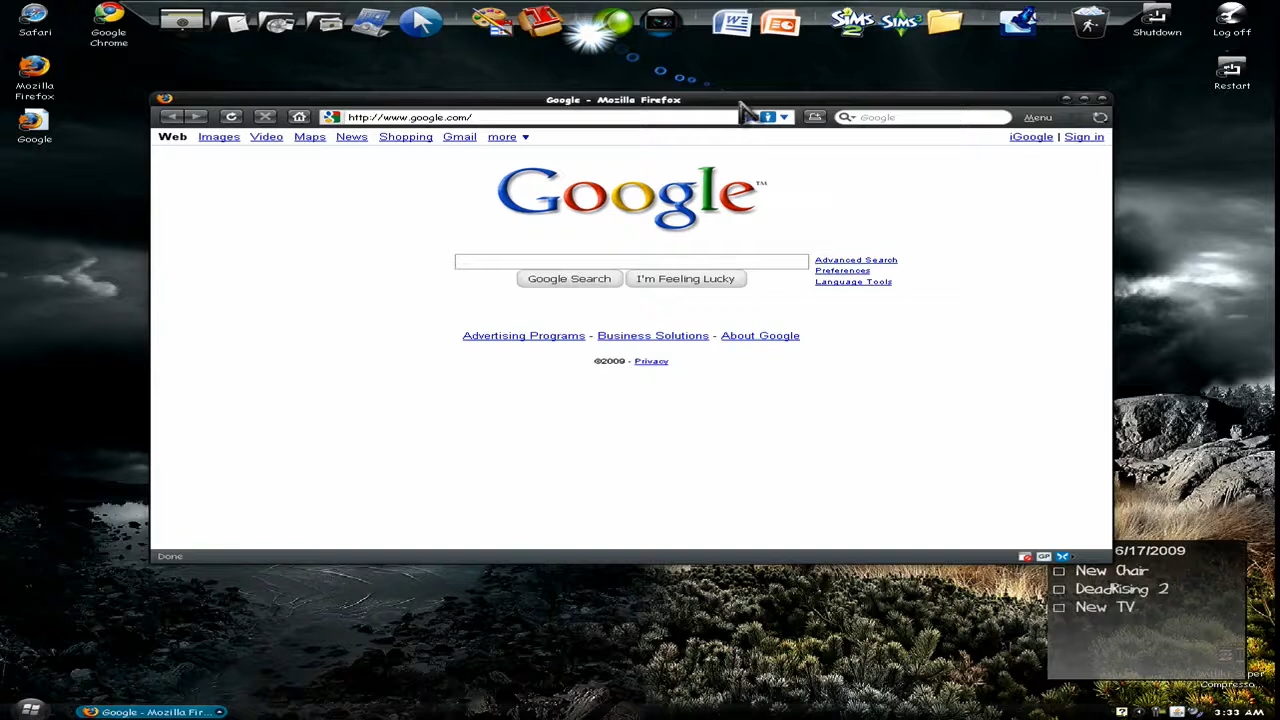 Safari
Google
Chrome
Mozilla
Firefox
Google
Shutdown
Log off
Restart
Google - Mozilla Firefox
http://www.google.com/
Google
Menu
Web Images Video Maps News Shopping Gmail more
iGoogle | Sign in
Google™
Advanced Search
Preferences
Language Tools
Google Search
I'm Feeling Lucky
Advertising Programs - Business Solutions - About Google
©2009 - Privacy
Done
GP
6/17/2009
New Chair
DeadRising 2
New TV
Compresso...
Google - Mozilla Fir...
3:33 AM